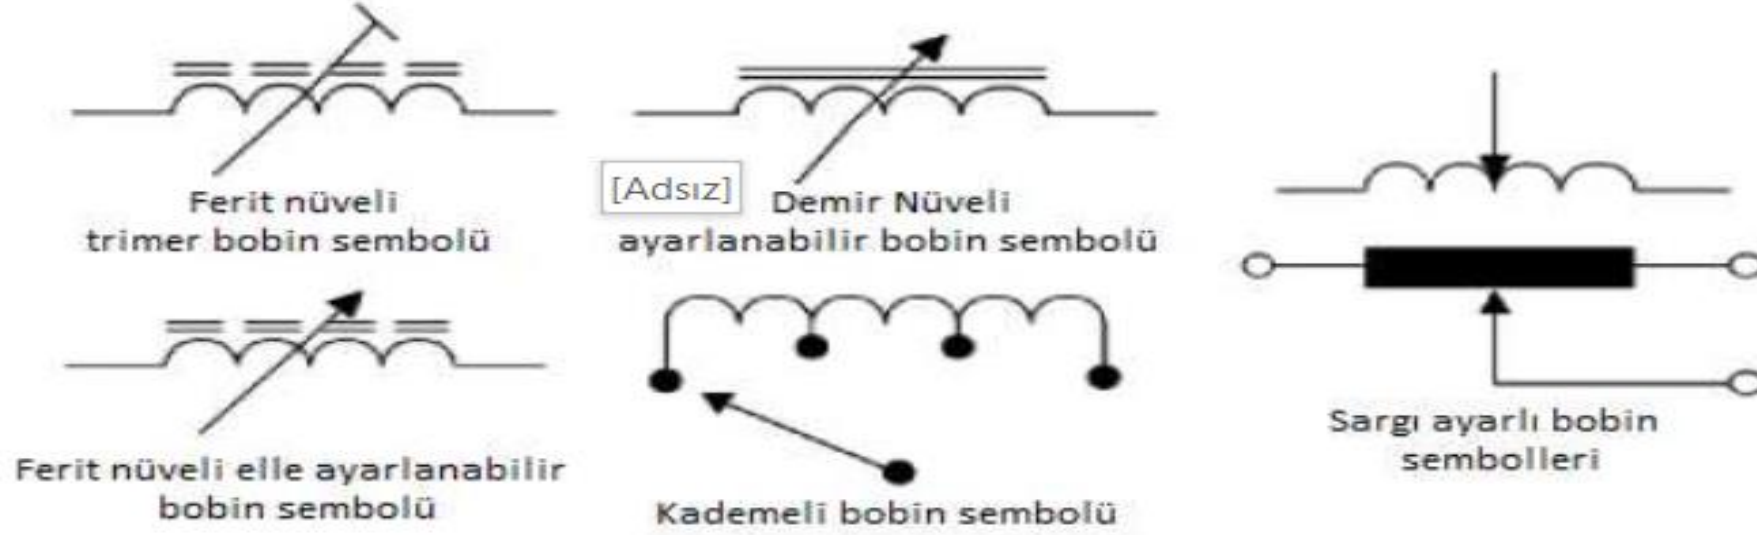 Ferit nüveli
trimer bobin sembolü
[Adsız]
Demir Nüveli
ayarlanabilir bobin sembolü
Ferit nüveli elle ayarlanabilir
bobin sembolü
Kademeli bobin sembolü
Sargı ayarlı bobin
sembolleri